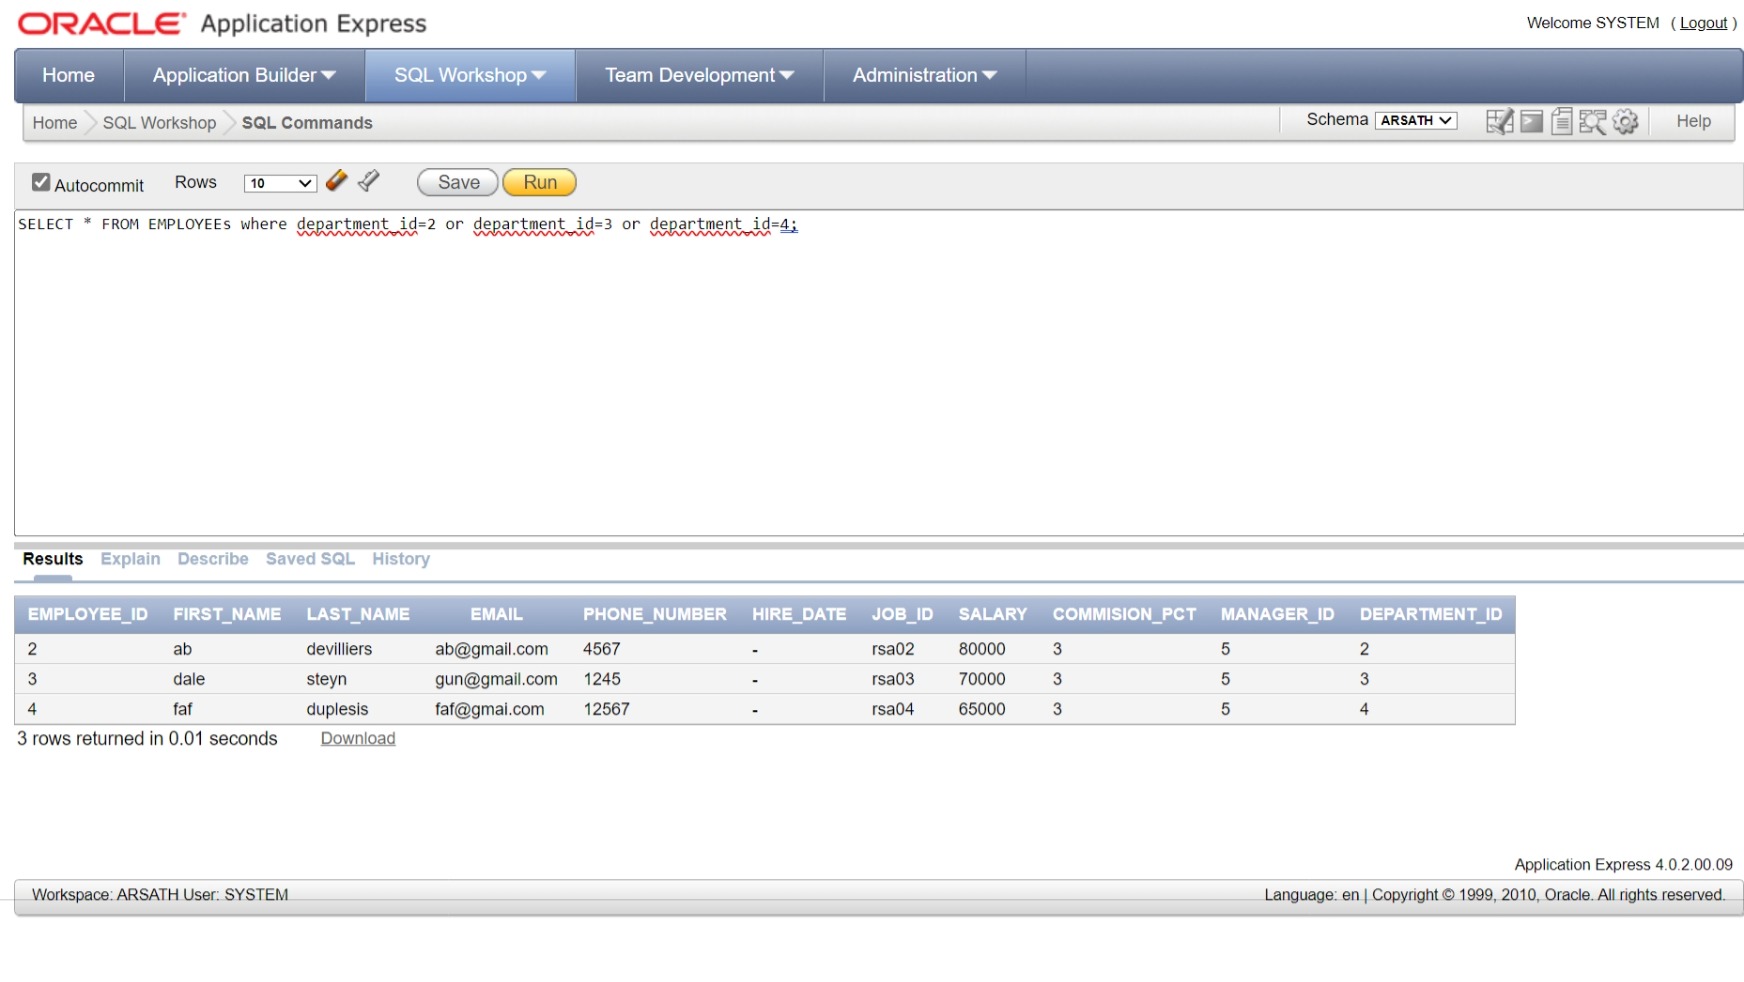 ORACLE Application Express
Welcome SYSTEM ( Logout )
Home Application Builder SQL Workshop Team Development Administration
Home SQL Workshop SQL Commands Schema ARSATH Help
Autocommit Rows 10 Save Run
SELECT * FROM EMPLOYEEs where department_id=2 or department_id=3 or department_id=4;
Results Explain Describe Saved SQL History
EMPLOYEE_ID FIRST_NAME LAST_NAME EMAIL PHONE_NUMBER HIRE_DATE JOB_ID SALARY COMMISION_PCT MANAGER_ID DEPARTMENT_ID
2 ab devilliers ab@gmail.com 4567 - rsa02 80000 3 5 2
3 dale steyn gun@gmail.com 1245 - rsa03 70000 3 5 3
4 faf duplesis faf@gmai.com 12567 - rsa04 65000 3 5 4
3 rows returned in 0.01 seconds Download
Application Express 4.0.2.00.09
Workspace: ARSATH User: SYSTEM Language: en | Copyright © 1999, 2010, Oracle. All rights reserved.